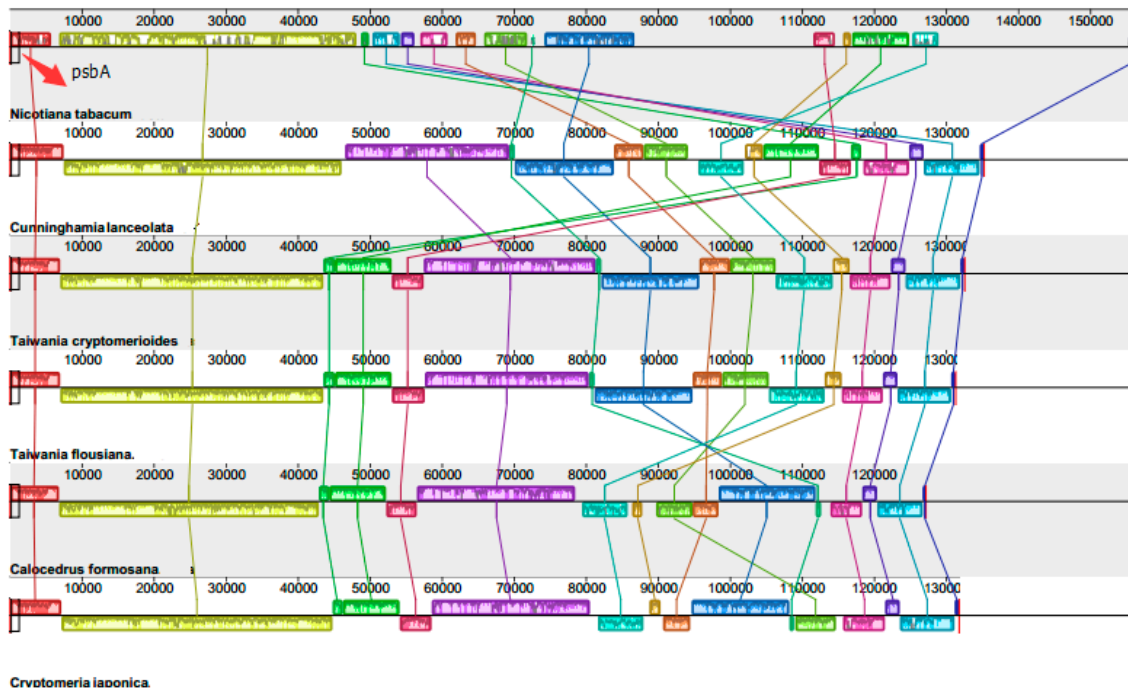 10000 20000 30000 40000 50000 60000 70000 80000 90000 100000 110000 120000 130000 140000 150000
psbA
Nicotiana tabacum
10000 20000 30000 40000 50000 60000 70000 80000 90000 100000 110000 120000 130000
Cunninghamia lanceolata
10000 20000 30000 40000 50000 60000 70000 80000 90000 100000 110000 120000 130000
Taiwania cryptomerioides
10000 20000 30000 40000 50000 60000 70000 80000 90000 100000 110000 120000 13000
Taiwania flousiana.
10000 20000 30000 40000 50000 60000 70000 80000 90000 100000 110000 120000
Calocedrus formosana
10000 20000 30000 40000 50000 60000 70000 80000 90000 100000 110000 120000 13000
Cryptomeria japonica.